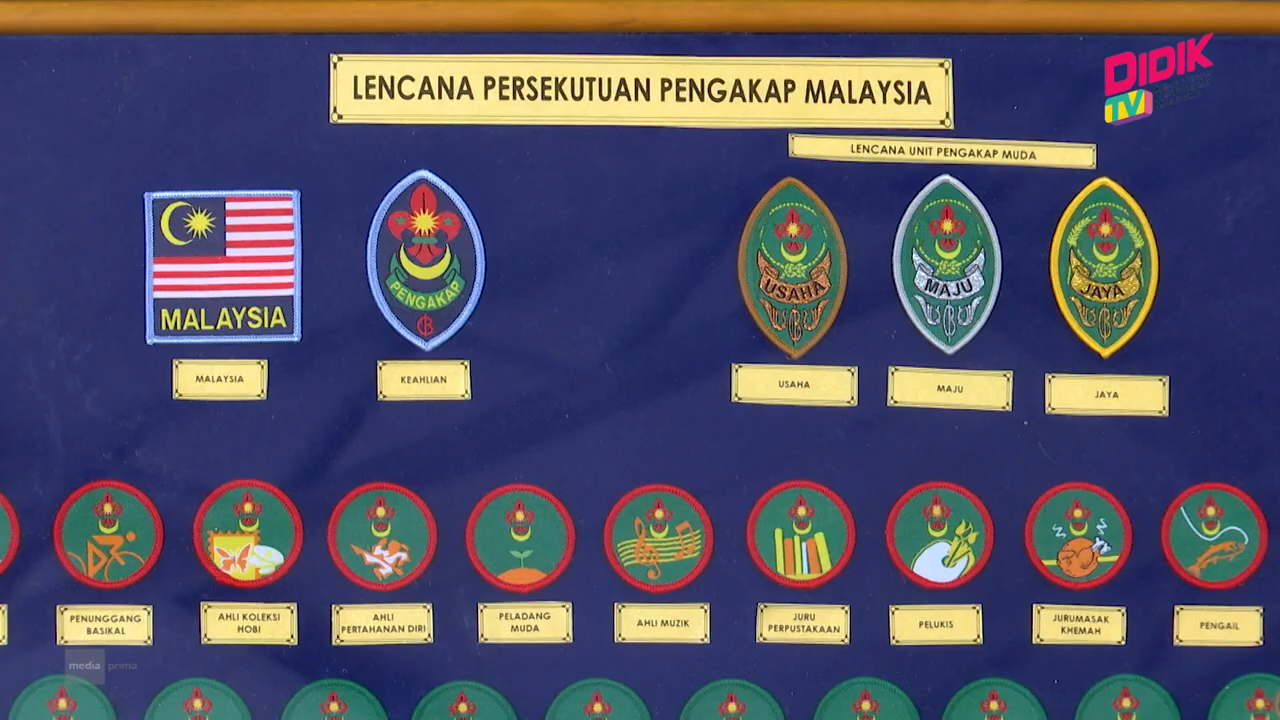 LENCANA PERSEKUTUAN PENGAKAP MALAYSIA
DIDIK
TV
LENCANA UNIT PENGAKAP MUDA
MALAYSIA
PENGAKAP
USAHA
MAJU
JAYA
MALAYSIA
KEAHLIAN
USAHA
MAJU
JAYA
PENUNGGANG
BASIKAL
AHLI KOLEKSI
HOBI
AHLI
PERTAHANAN DIRI
PELADANG
MUDA
AHLI MUZIK
JURU
PERPUSTAKAAN
PELUKIS
JURUMASAK
KHEMAH
PENGAIL
media prima